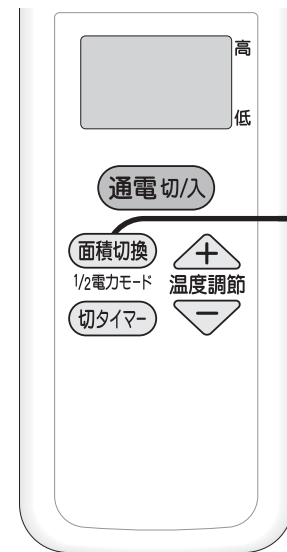 高
低
通電 切/入
面積切換
1/2電力モード
切タイマー
＋
温度調節
－